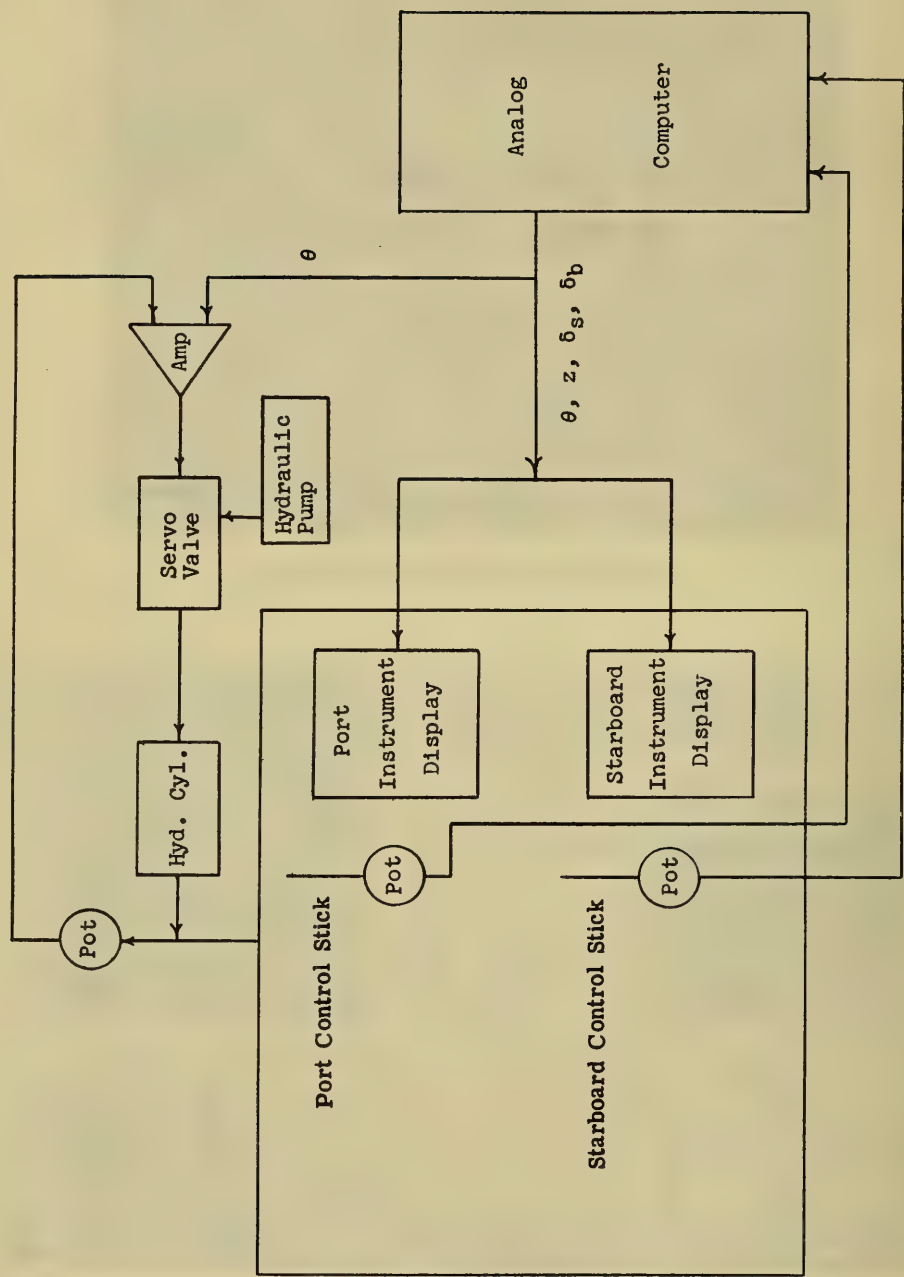 Pot
Hyd. Cyl.
Servo
Valve
Amp
Hydraulic
Pump
θ
Port Control Stick
Pot
Port
Instrument
Display
θ, z, δs, δb
Analog
Computer
Starboard Control Stick
Pot
Starboard
Instrument
Display